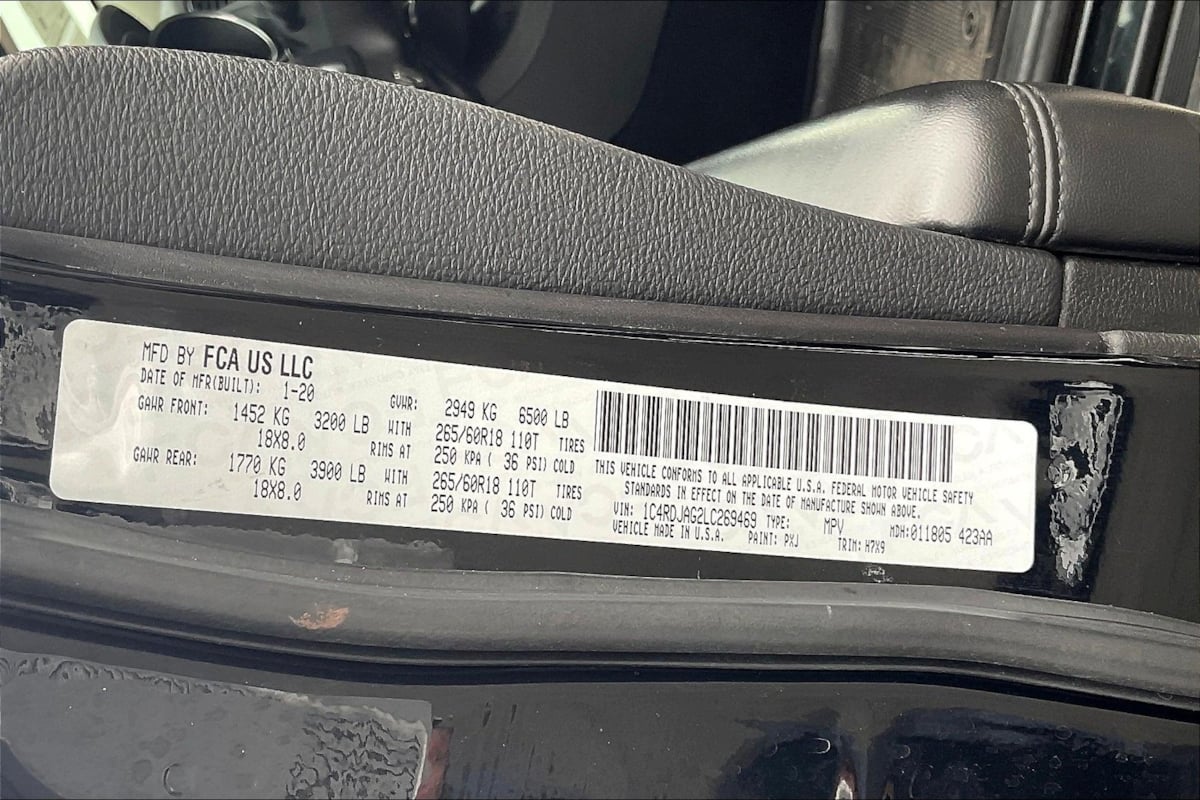 MFD BY FCA US LLC
DATE OF MFR(BUILT): 1-20 GVWR: 2949 KG 6500 LB
GAWR FRONT: 1452 KG 3200 LB WITH 265/60R18 110T TIRES
18X8.0 RIMS AT 250 KPA ( 36 PSI) COLD
GAWR REAR: 1770 KG 3900 LB WITH 265/60R18 110T TIRES
18X8.0 RIMS AT 250 KPA ( 36 PSI) COLD
THIS VEHICLE CONFORMS TO ALL APPLICABLE U.S.A. FEDERAL MOTOR VEHICLE SAFETY
STANDARDS IN EFFECT ON THE DATE OF MANUFACTURE SHOWN ABOVE.
VIN: 1C4RDJAG2LC269469 TYPE: MPV MDH:011805 423AA
VEHICLE MADE IN U.S.A. PAINT: PXJ TRIM: H7X9